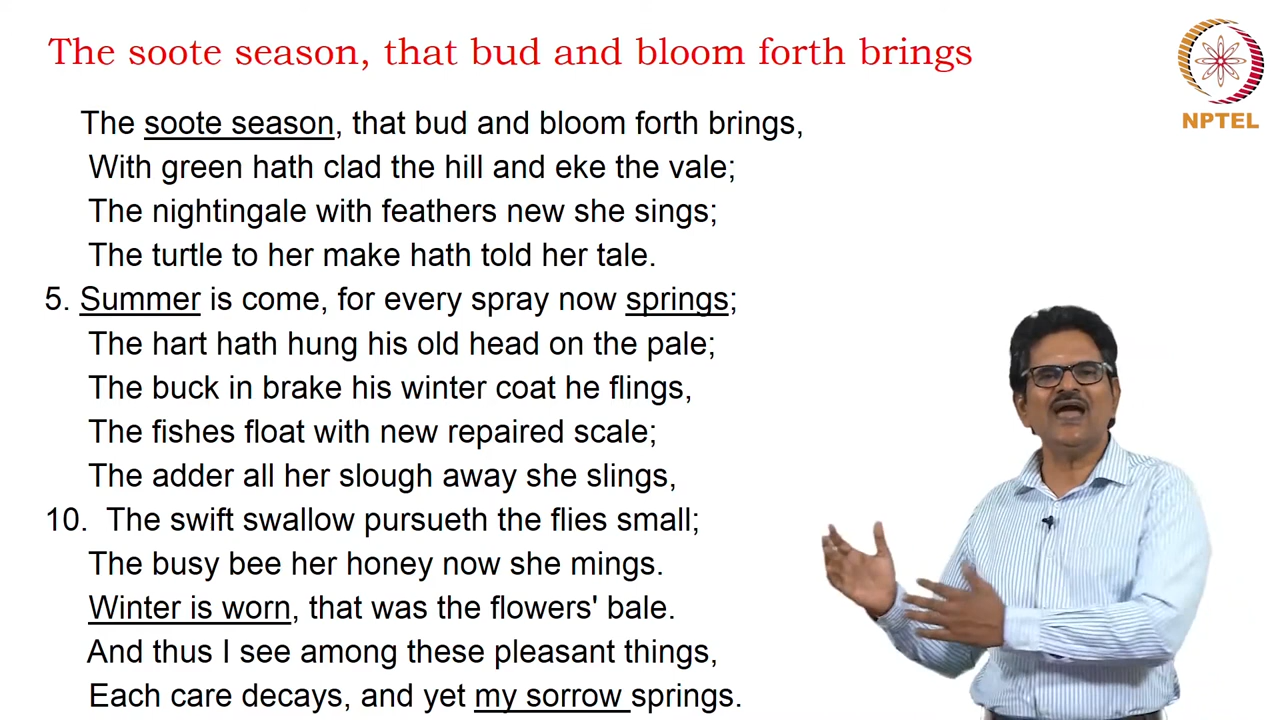 The soote season, that bud and bloom forth brings
NPTEL
The soote season, that bud and bloom forth brings,
With green hath clad the hill and eke the vale;
The nightingale with feathers new she sings;
The turtle to her make hath told her tale.
5. Summer is come, for every spray now springs;
The hart hath hung his old head on the pale;
The buck in brake his winter coat he flings,
The fishes float with new repaired scale;
The adder all her slough away she slings,
10. The swift swallow pursueth the flies small;
The busy bee her honey now she mings.
Winter is worn, that was the flowers' bale.
And thus I see among these pleasant things,
Each care decays, and yet my sorrow springs.